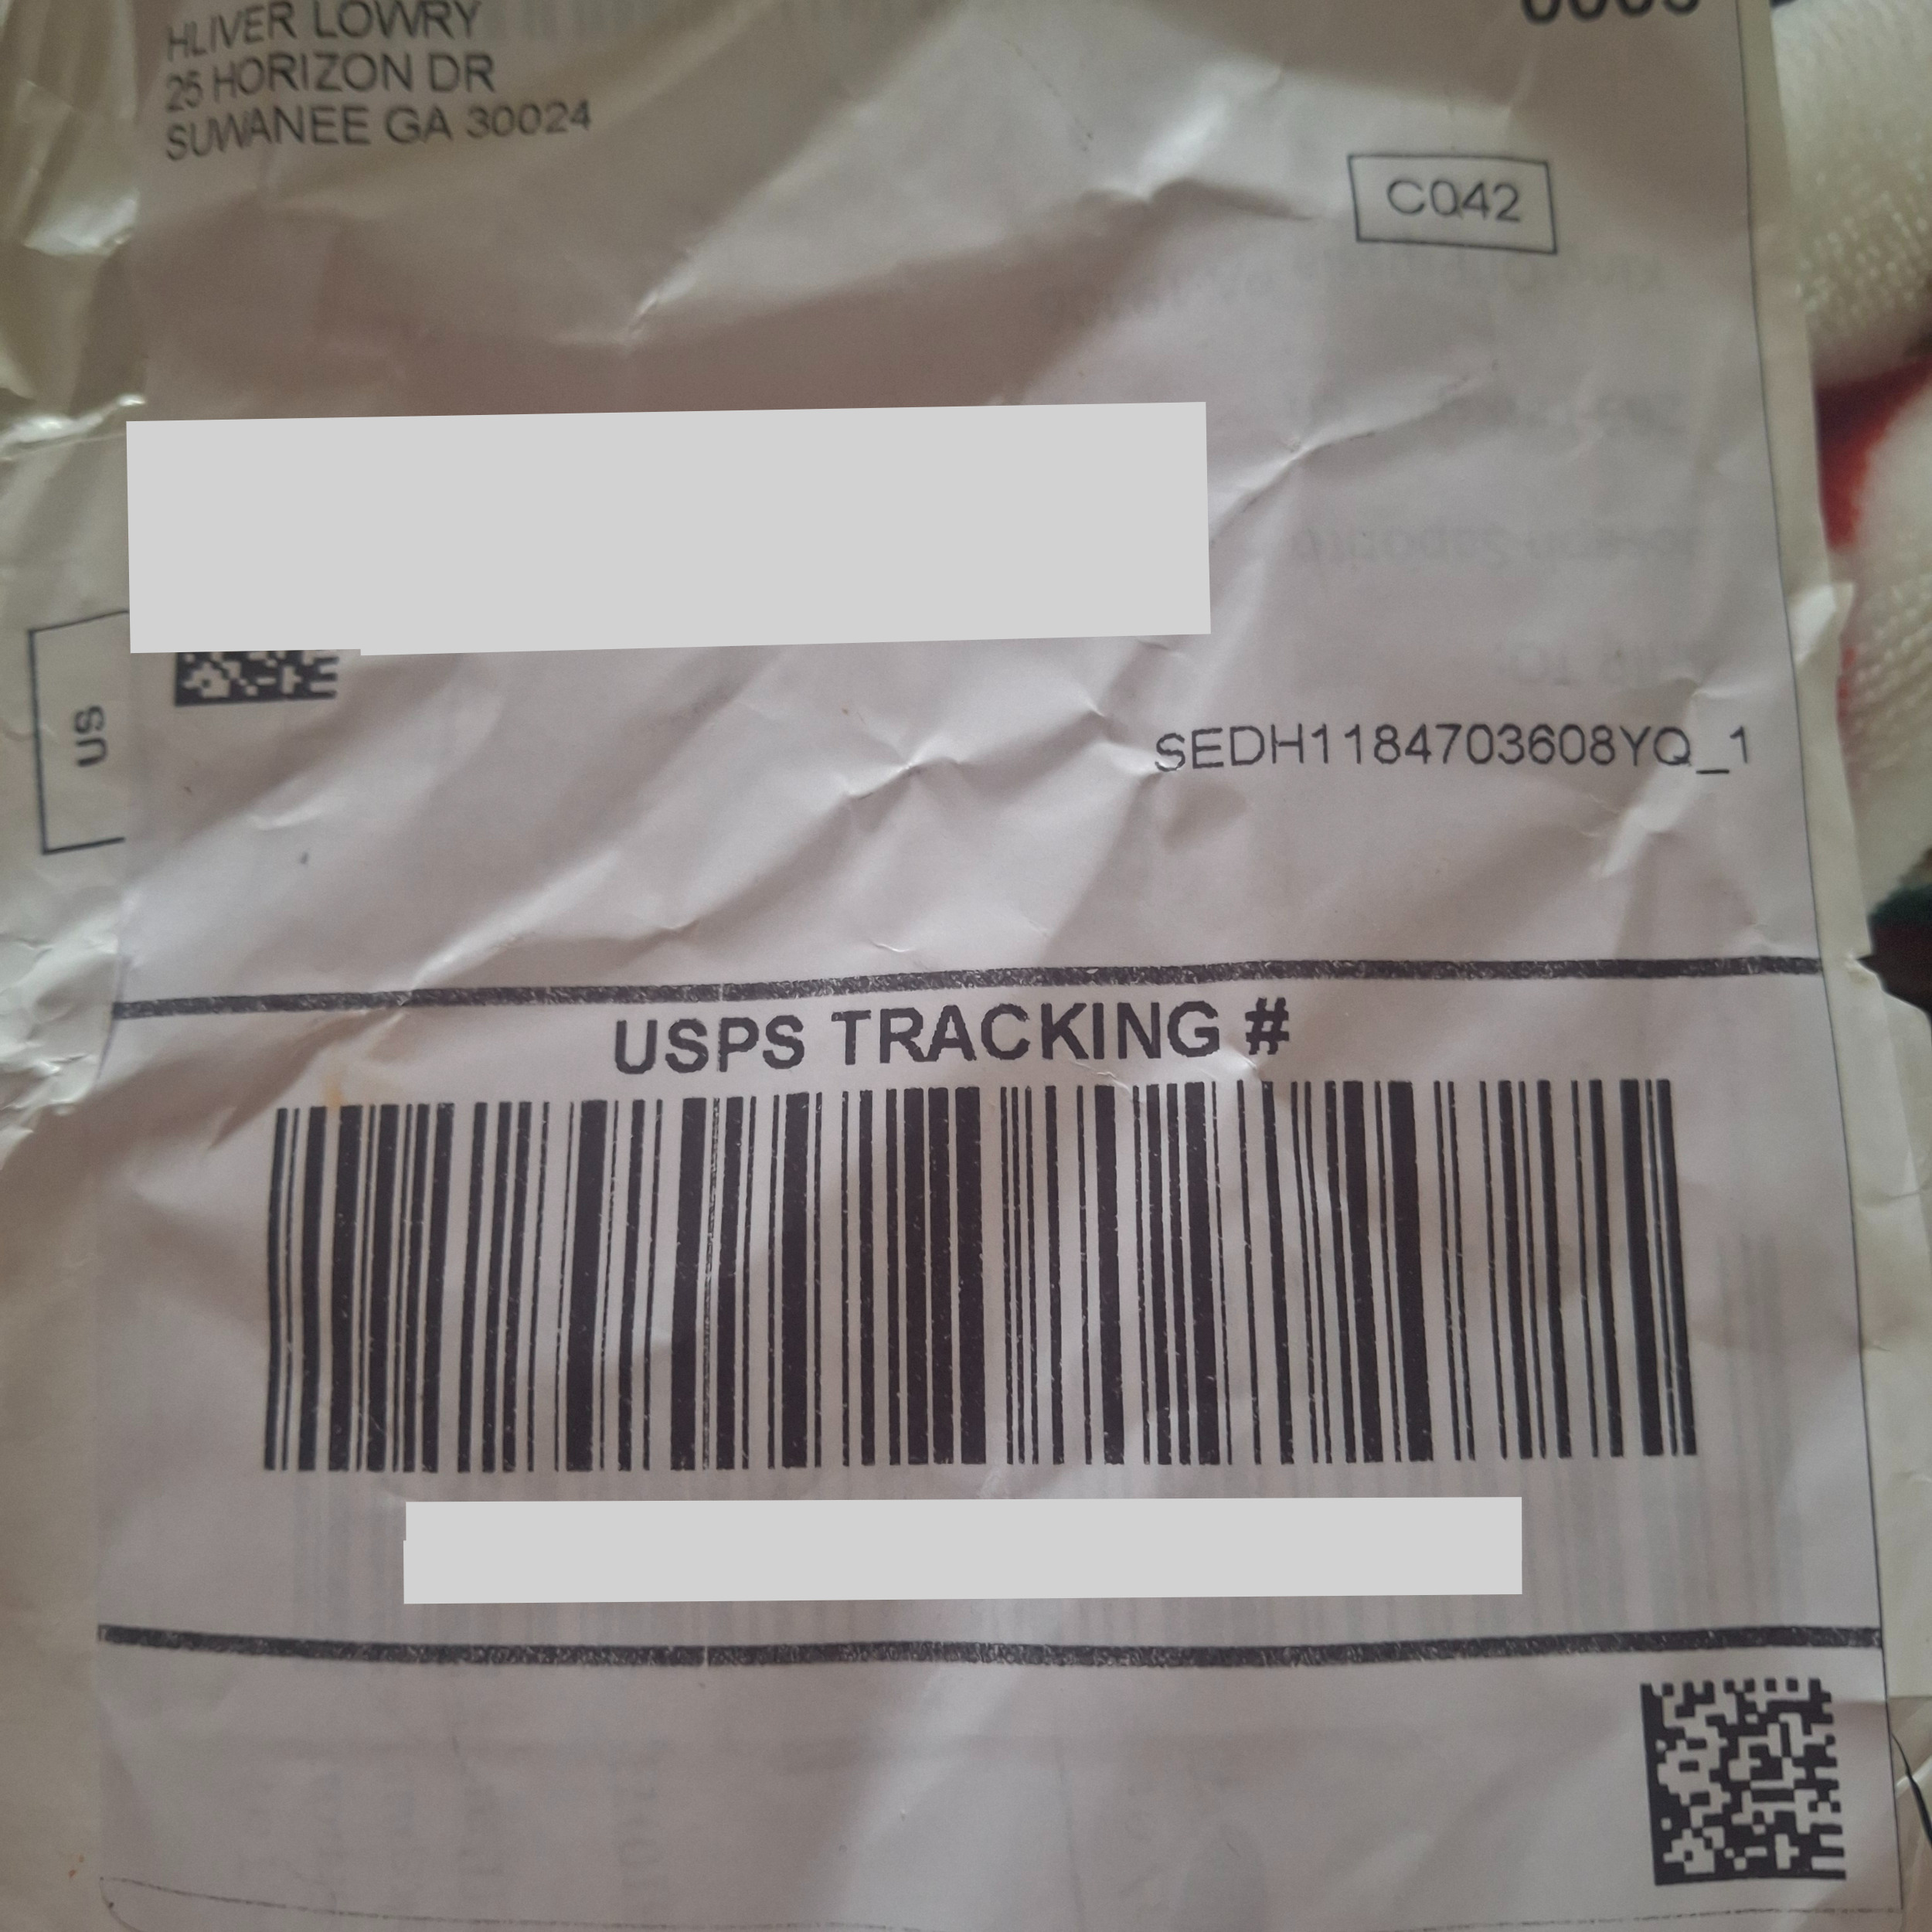 HLIVER LOWRY
25 HORIZON DR
SUWANEE GA 30024
C042
US
SEDH1184703608YQ_1
USPS TRACKING #